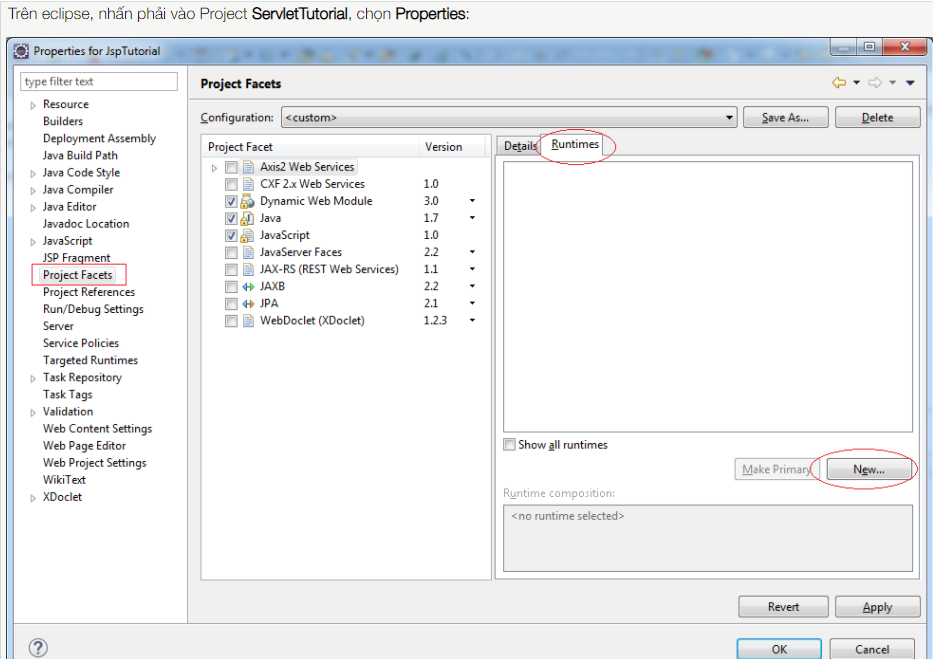 Trên eclipse, nhấn phải vào Project ServletTutorial, chọn Properties:
Properties for JspTutorial
type filter text
Resource
Builders
Deployment Assembly
Java Build Path
Java Code Style
Java Compiler
Java Editor
Javadoc Location
JavaScript
JSP Fragment
Project Facets
Project References
Run/Debug Settings
Server
Service Policies
Targeted Runtimes
Task Repository
Task Tags
Validation
Web Content Settings
Web Page Editor
Web Project Settings
WikiText
XDoclet
Project Facets
Configuration: <custom> Save As... Delete
Project Facet Version
Axis2 Web Services
CXF 2.x Web Services 1.0
Dynamic Web Module 3.0
Java 1.7
JavaScript 1.0
JavaServer Faces 2.2
JAX-RS (REST Web Services) 1.1
JAXB 2.2
JPA 2.1
WebDoclet (XDoclet) 1.2.3
Details Runtimes
Show all runtimes
Make Primary New...
Runtime composition:
<no runtime selected>
Revert Apply
OK Cancel